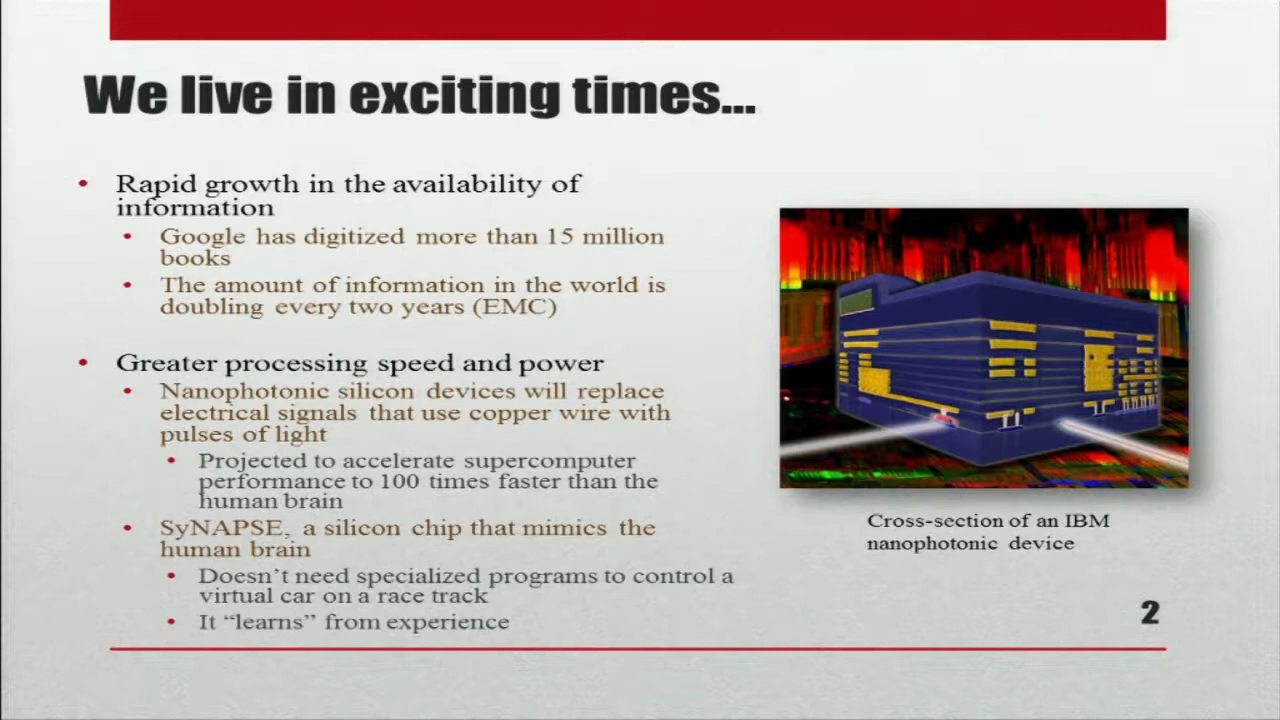 We live in exciting times...
• Rapid growth in the availability of
information
• Google has digitized more than 15 million
books
• The amount of information in the world is
doubling every two years (EMC)
• Greater processing speed and power
• Nanophotonic silicon devices will replace
electrical signals that use copper wire with
pulses of light
• Projected to accelerate supercomputer
performance to 100 times faster than the
human brain
• SyNAPSE, a silicon chip that mimics the
human brain
• Doesn't need specialized programs to control a
virtual car on a race track
• It “learns” from experience
Cross-section of an IBM
nanophotonic device
2